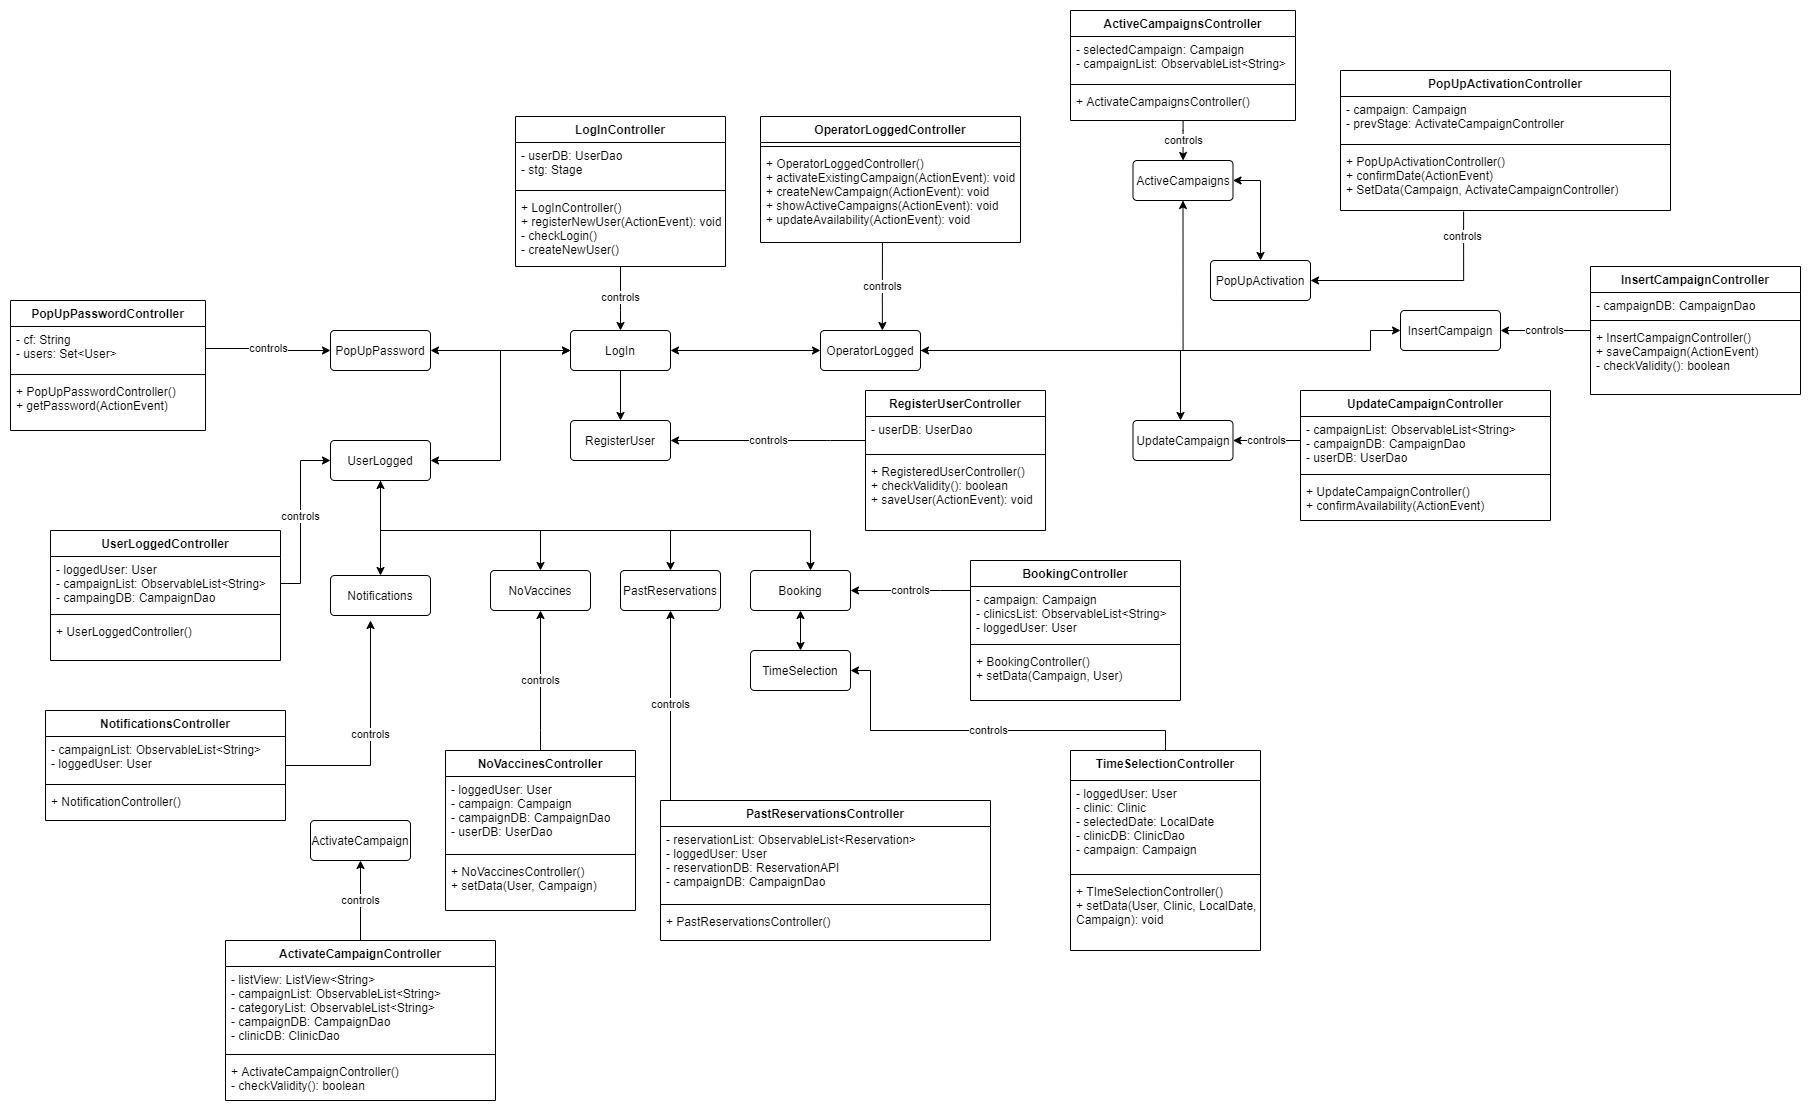 ActiveCampaignsController
- selectedCampaign: Campaign
- campaignList: ObservableList<String>
+ ActivateCampaignsController()
controls
ActiveCampaigns
PopUpActivationController
- campaign: Campaign
- prevStage: ActivateCampaignController
+ PopUpActivationController()
+ confirmDate(ActionEvent)
+ SetData(Campaign, ActivateCampaignController)
controls
PopUpActivation
LogInController
- userDB: UserDao
- stg: Stage
+ LogInController()
+ registerNewUser(ActionEvent): void
- checkLogin()
- createNewUser()
controls
LogIn
OperatorLoggedController
+ OperatorLoggedController()
+ activateExistingCampaign(ActionEvent): void
+ createNewCampaign(ActionEvent): void
+ showActiveCampaigns(ActionEvent): void
+ updateAvailability(ActionEvent): void
controls
OperatorLogged
InsertCampaignController
- campaignDB: CampaignDao
+ InsertCampaignController()
+ saveCampaign(ActionEvent)
- checkValidity(): boolean
controls
InsertCampaign
PopUpPasswordController
- cf: String
- users: Set<User>
+ PopUpPasswordController()
+ getPassword(ActionEvent)
controls
PopUpPassword
RegisterUserController
- userDB: UserDao
+ RegisteredUserController()
+ checkValidity(): boolean
+ saveUser(ActionEvent): void
controls
RegisterUser
UpdateCampaignController
- campaignList: ObservableList<String>
- campaignDB: CampaignDao
- userDB: UserDao
+ UpdateCampaignController()
+ confirmAvailability(ActionEvent)
controls
UpdateCampaign
UserLogged
controls
UserLoggedController
- loggedUser: User
- campaignList: ObservableList<String>
- campaingDB: CampaignDao
+ UserLoggedController()
Notifications
NoVaccines
PastReservations
Booking
controls
BookingController
- campaign: Campaign
- clinicsList: ObservableList<String>
- loggedUser: User
+ BookingController()
+ setData(Campaign, User)
TimeSelection
controls
NotificationsController
- campaignList: ObservableList<String>
- loggedUser: User
+ NotificationController()
controls
controls
NoVaccinesController
- loggedUser: User
- campaign: Campaign
- campaignDB: CampaignDao
- userDB: UserDao
+ NoVaccinesController()
+ setData(User, Campaign)
controls
PastReservationsController
- reservationList: ObservableList<Reservation>
- loggedUser: User
- reservationDB: ReservationAPI
- campaignDB: CampaignDao
+ PastReservationsController()
TimeSelectionController
- loggedUser: User
- clinic: Clinic
- selectedDate: LocalDate
- clinicDB: ClinicDao
- campaign: Campaign
+ TImeSelectionController()
+ setData(User, Clinic, LocalDate,
Campaign): void
ActivateCampaign
controls
ActivateCampaignController
- listView: ListView<String>
- campaignList: ObservableList<String>
- categoryList: ObservableList<String>
- campaignDB: CampaignDao
- clinicDB: ClinicDao
+ ActivateCampaignController()
- checkValidity(): boolean